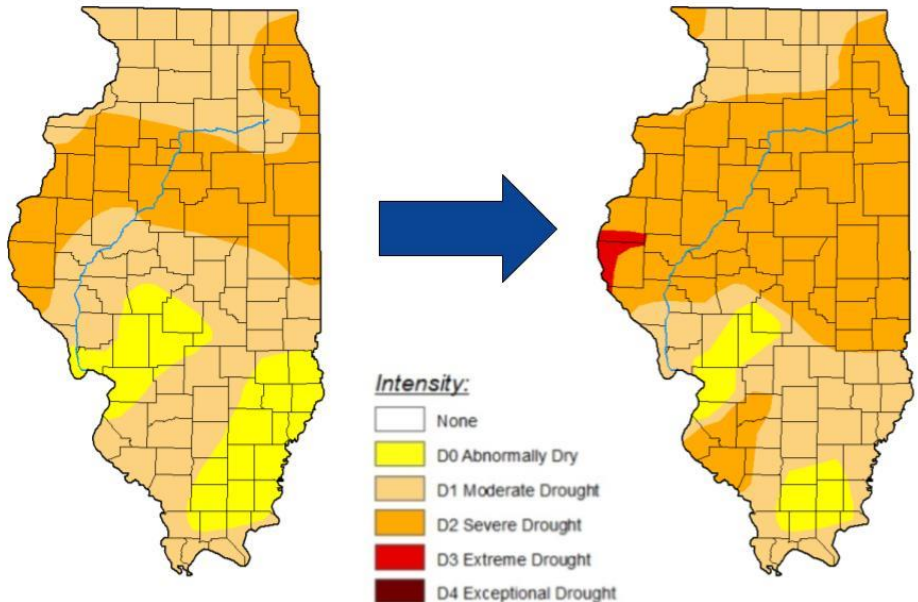 Intensity:
None
D0 Abnormally Dry
D1 Moderate Drought
D2 Severe Drought
D3 Extreme Drought
D4 Exceptional Drought